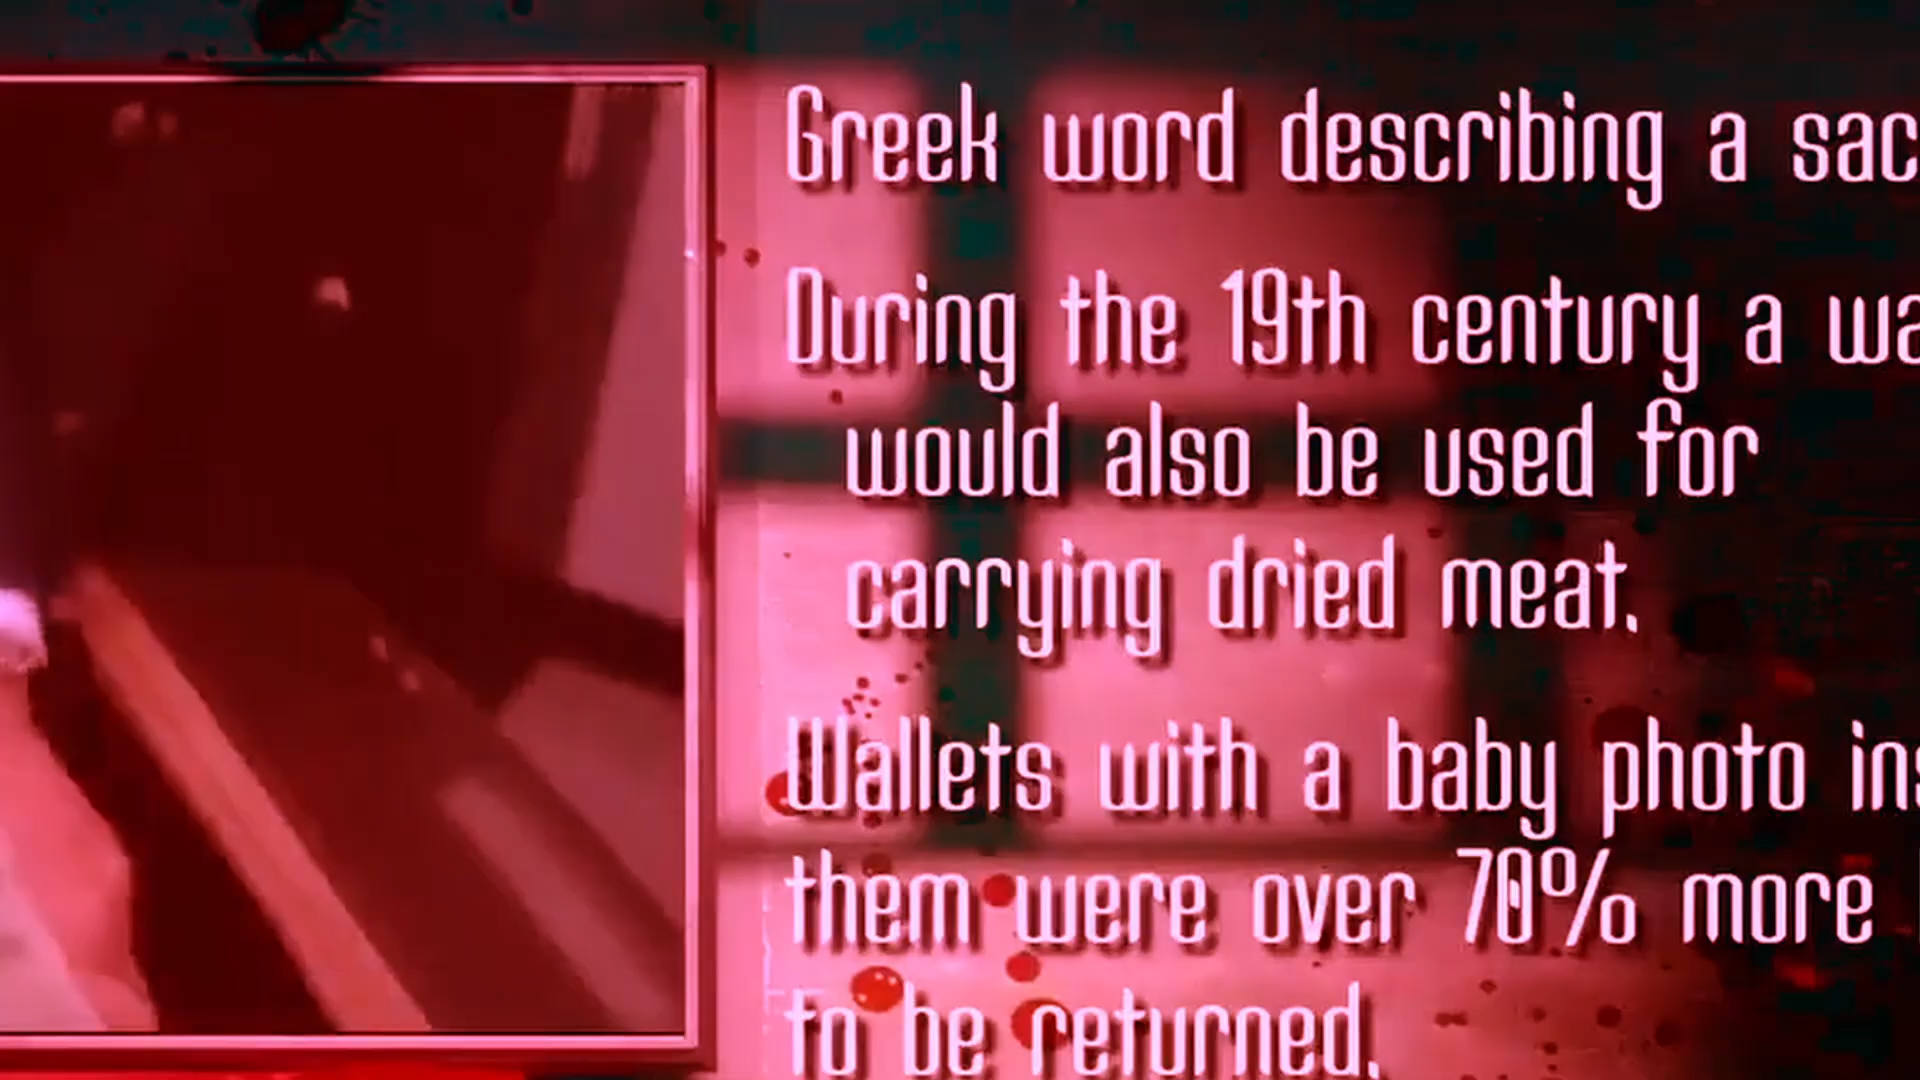 Greek word describing a sac
During the 19th century a wa
would also be used for
carrying dried meat.
Wallets with a baby photo ins
them were over 70% more
to be returned.